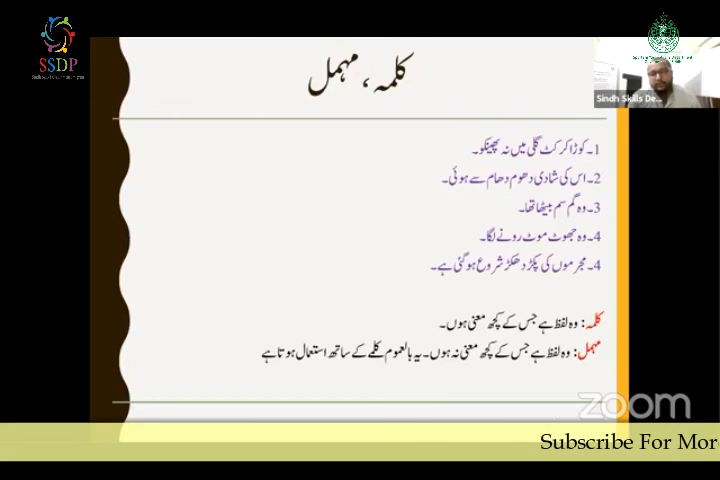 کلمہ، مہمل
1۔ کوڑا کرکٹ گلی میں نہ پھینکو۔
2۔ اس کی شادی دھوم دھام سے ہوئی۔
3۔ وہ گم سم بیٹھا تھا۔
4۔ وہ جھوٹ موٹ رونے لگا۔
4۔ مجرموں کی پکڑ دھکڑ شروع ہو گئی ہے۔
کلمہ: وہ لفظ ہے جس کے کچھ معنی ہوں۔
مہمل: وہ لفظ ہے جس کے کچھ معنی نہ ہوں۔ یہ بالعموم کلمے کے ساتھ استعمال ہوتا ہے
SSDP
Sindh Skills De...
zoom
Subscribe For Mor